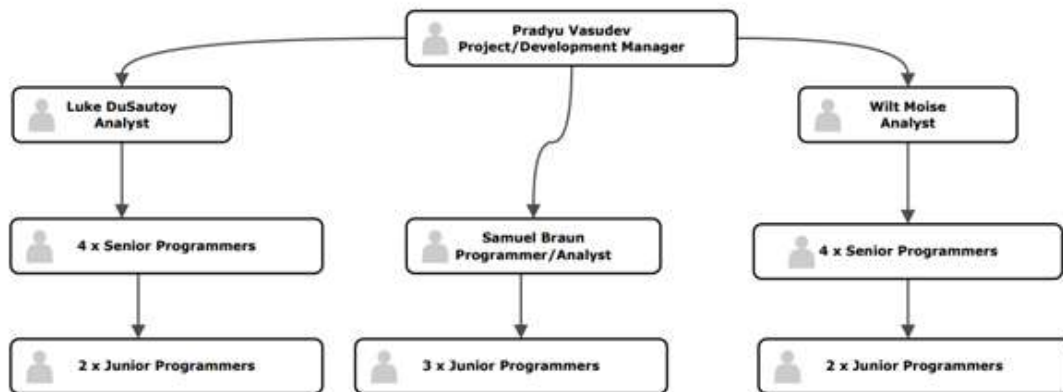 Pradyu Vasudev
Project/Development Manager
Luke DuSautoy
Analyst
Wilt Moise
Analyst
4 x Senior Programmers
Samuel Braun
Programmer/Analyst
4 x Senior Programmers
2 x Junior Programmers
3 x Junior Programmers
2 x Junior Programmers